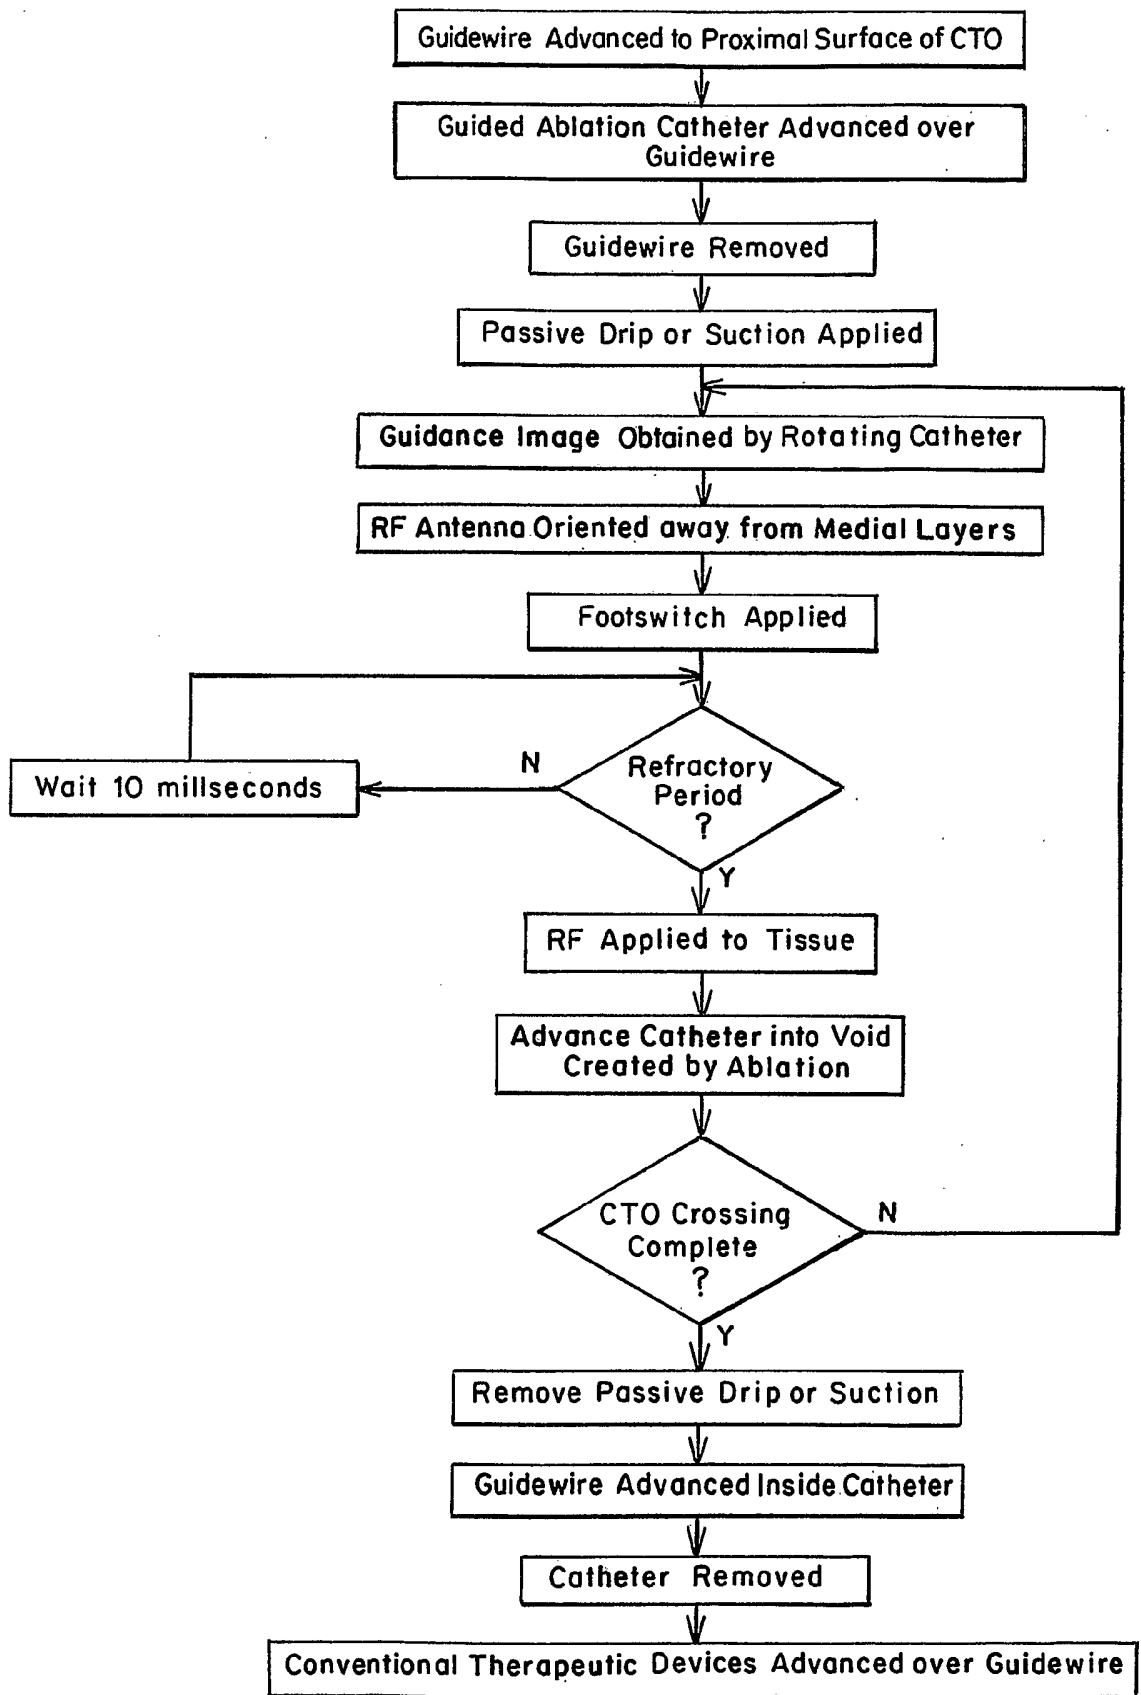 Guidewire Advanced to Proximal Surface of CTO
Guided Ablation Catheter Advanced over
Guidewire
Guidewire Removed
Passive Drip or Suction Applied
Guidance Image Obtained by Rotating Catheter
RF Antenna Oriented away from Medial Layers
Footswitch Applied
N
Refractory
Period
?
Wait 10 millseconds
Y
RF Applied to Tissue
Advance Catheter into Void
Created by Ablation
CTO Crossing
Complete
?
N
Y
Remove Passive Drip or Suction
Guidewire Advanced Inside Catheter
Catheter Removed
Conventional Therapeutic Devices Advanced over Guidewire